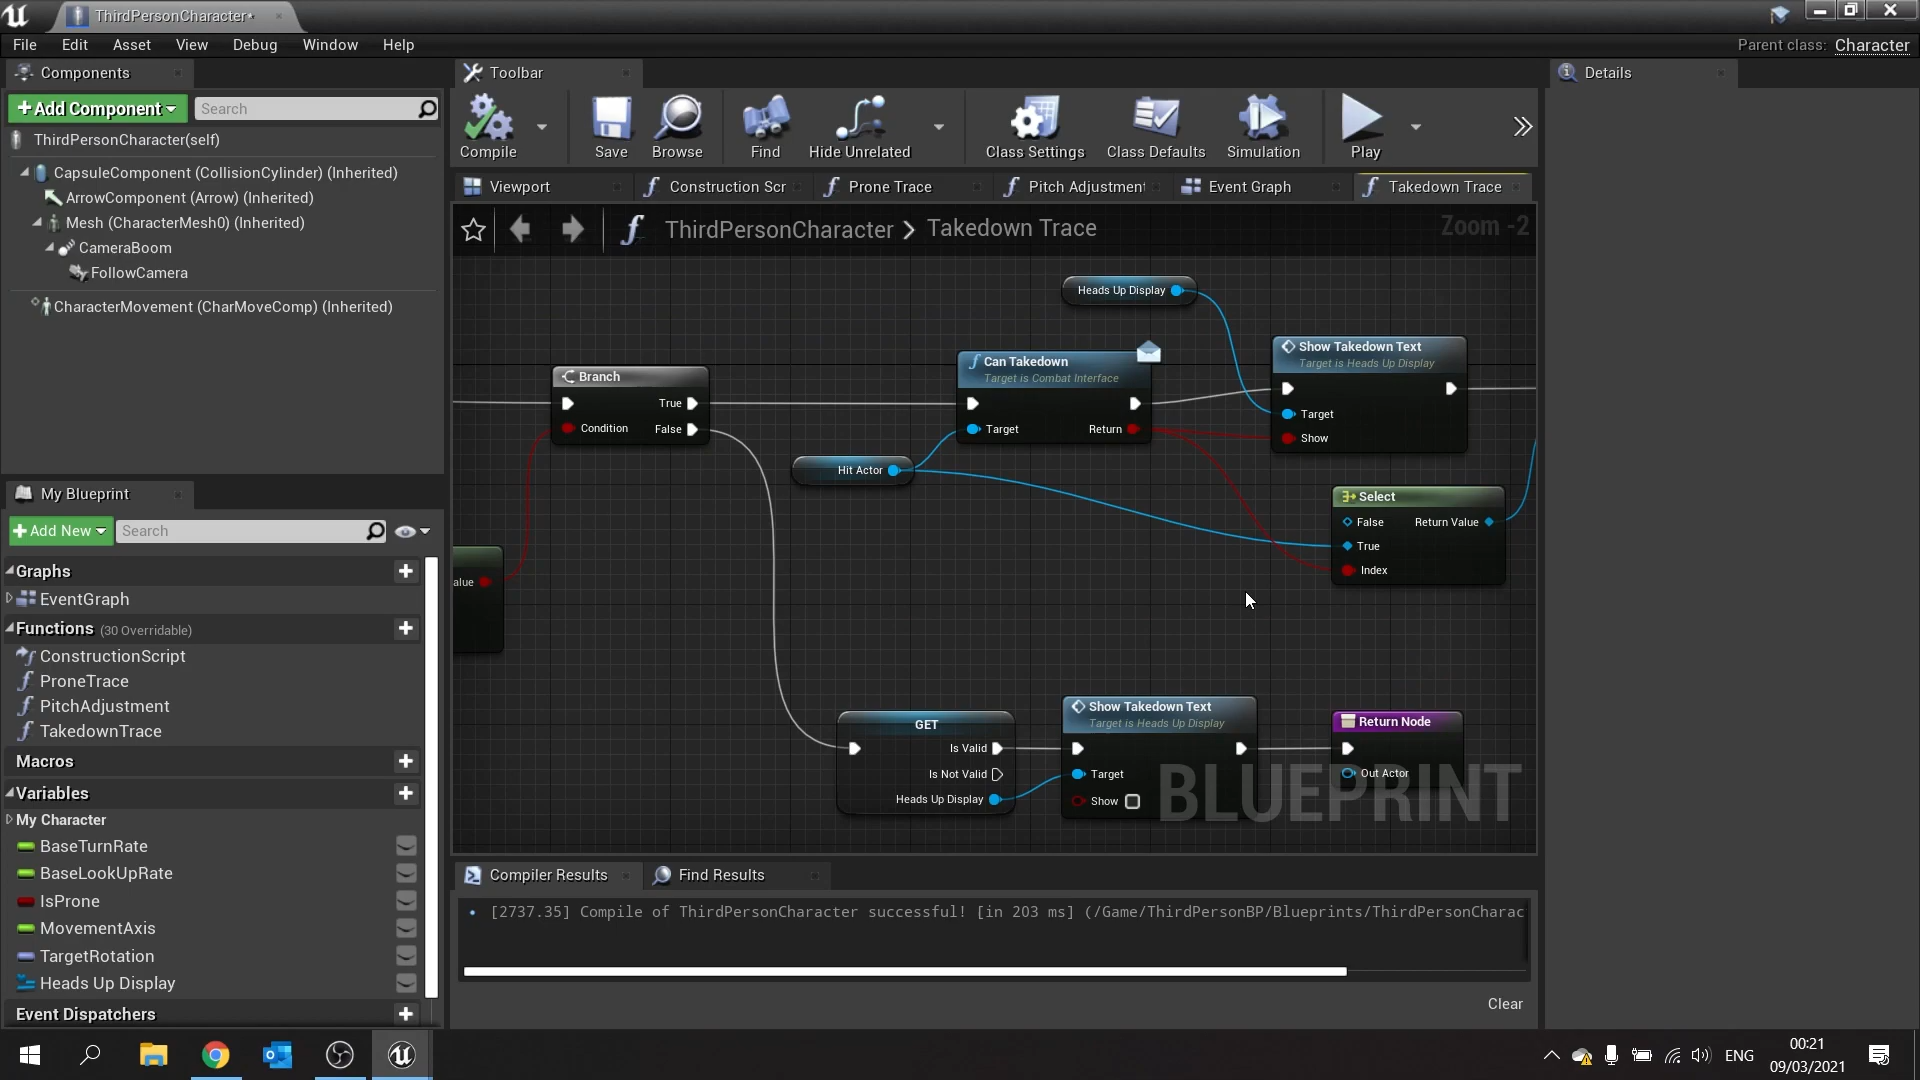 ThirdPersonCharacter*
File Edit Asset View Debug Window Help
Parent class: Character
Components
Add Component
Search
ThirdPersonCharacter(self)
CapsuleComponent (CollisionCylinder) (Inherited)
ArrowComponent (Arrow) (Inherited)
Mesh (CharacterMesh0) (Inherited)
CameraBoom
FollowCamera
CharacterMovement (CharMoveComp) (Inherited)
My Blueprint
Add New
Search
Graphs
EventGraph
Functions (30 Overridable)
ConstructionScript
ProneTrace
PitchAdjustment
TakedownTrace
Macros
Variables
My Character
BaseTurnRate
BaseLookUpRate
IsProne
MovementAxis
TargetRotation
Heads Up Display
Event Dispatchers
Toolbar
Compile Save Browse Find Hide Unrelated Class Settings Class Defaults Simulation Play
Viewport Construction Scr Prone Trace Pitch Adjustment Event Graph Takedown Trace
ThirdPersonCharacter > Takedown Trace
Zoom -2
Heads Up Display
Branch
True
Condition False
Can Takedown
Target is Combat Interface
Target Return
Show Takedown Text
Target is Heads Up Display
Target
Show
Hit Actor
Select
False Return Value
True
Index
alue
GET
Is Valid
Is Not Valid
Heads Up Display
Show Takedown Text
Target is Heads Up Display
Target
Show
Return Node
Out Actor
BLUEPRINT
Compiler Results Find Results
[2737.35] Compile of ThirdPersonCharacter successful! [in 203 ms] (/Game/ThirdPersonBP/Blueprints/ThirdPersonCharac
Clear
Details
ENG
00:21
09/03/2021